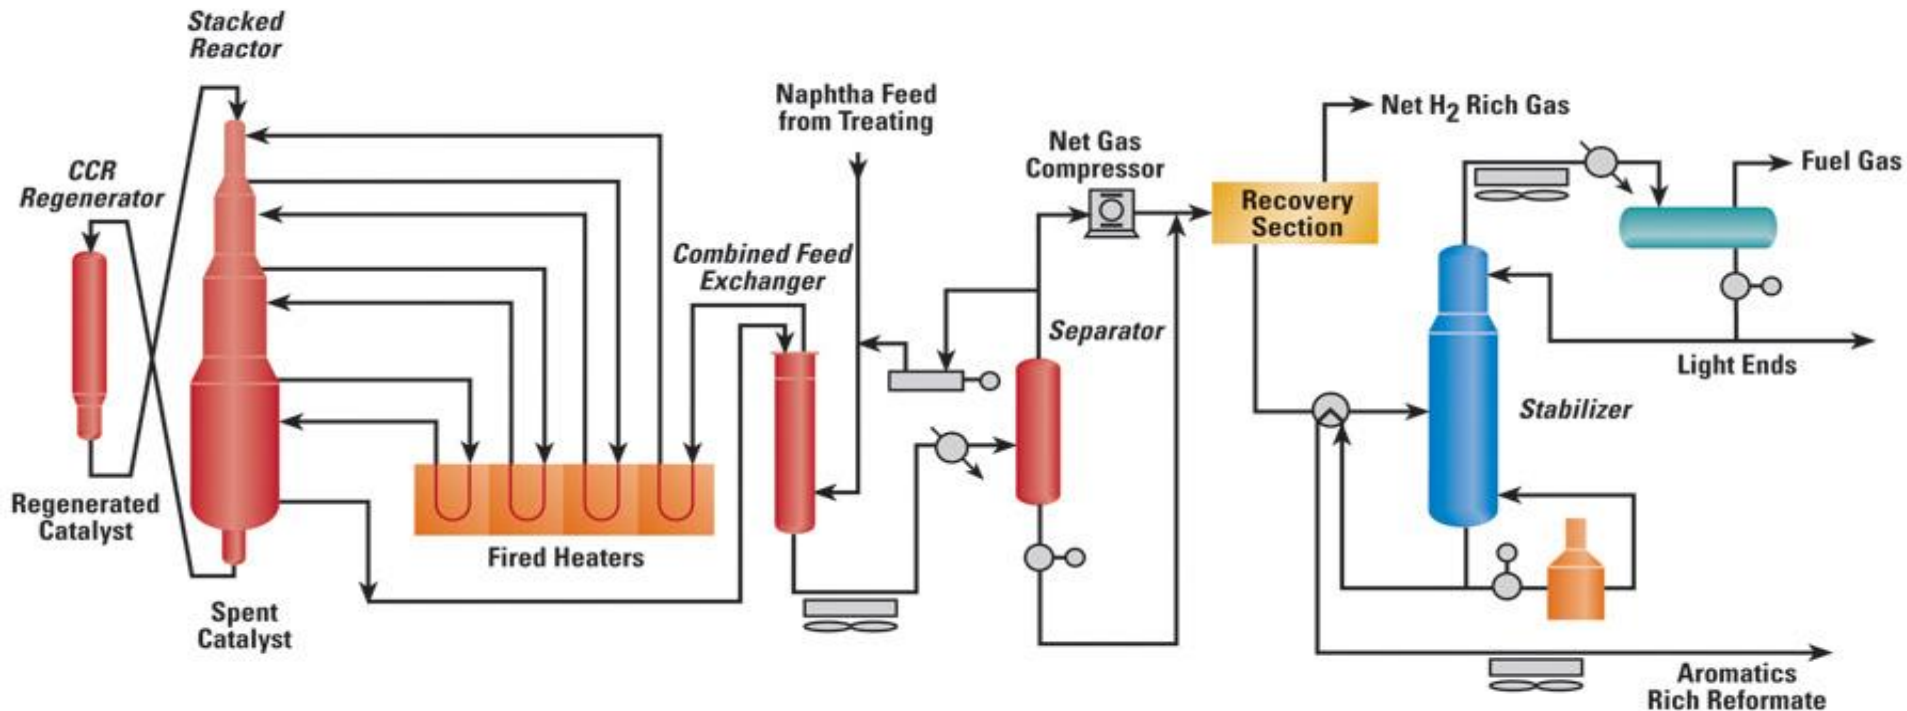 Stacked
Reactor
CCR
Regenerator
Regenerated
Catalyst
Spent
Catalyst
Fired Heaters
Combined Feed
Exchanger
Naphtha Feed
from Treating
Net Gas
Compressor
Separator
Recovery
Section
Net H2 Rich Gas
Fuel Gas
Light Ends
Stabilizer
Aromatics
Rich Reformate